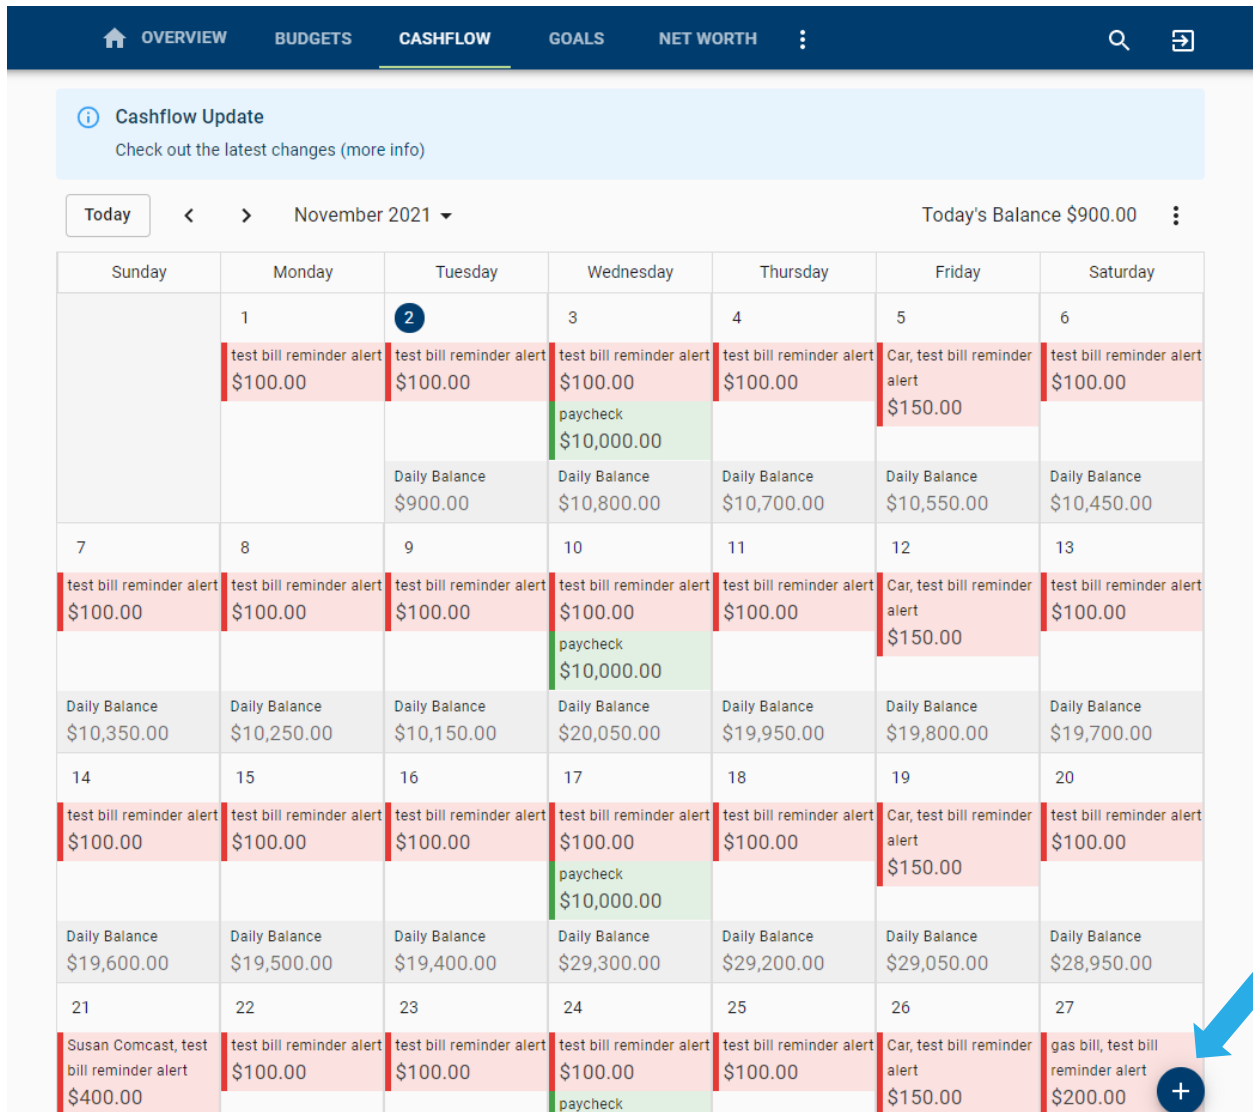 OVERVIEW BUDGETS CASHFLOW GOALS NET WORTH
Cashflow Update
Check out the latest changes (more info)
Today November 2021 Today's Balance $900.00
Sunday Monday Tuesday Wednesday Thursday Friday Saturday
1 2 3 4 5 6
test bill reminder alert test bill reminder alert test bill reminder alert test bill reminder alert Car, test bill reminder test bill reminder alert
alert
$100.00 $100.00 $100.00 $100.00 $150.00 $100.00
paycheck
$10,000.00
Daily Balance Daily Balance Daily Balance Daily Balance Daily Balance
$900.00 $10,800.00 $10,700.00 $10,550.00 $10,450.00
7 8 9 10 11 12 13
test bill reminder alert test bill reminder alert test bill reminder alert test bill reminder alert test bill reminder alert Car, test bill reminder test bill reminder alert
alert
$100.00 $100.00 $100.00 $100.00 $100.00 $150.00 $100.00
paycheck
$10,000.00
Daily Balance Daily Balance Daily Balance Daily Balance Daily Balance Daily Balance Daily Balance
$10,350.00 $10,250.00 $10,150.00 $20,050.00 $19,950.00 $19,800.00 $19,700.00
14 15 16 17 18 19 20
test bill reminder alert test bill reminder alert test bill reminder alert test bill reminder alert test bill reminder alert Car, test bill reminder test bill reminder alert
alert
$100.00 $100.00 $100.00 $100.00 $100.00 $150.00 $100.00
paycheck
$10,000.00
Daily Balance Daily Balance Daily Balance Daily Balance Daily Balance Daily Balance Daily Balance
$19,600.00 $19,500.00 $19,400.00 $29,300.00 $29,200.00 $29,050.00 $28,950.00
21 22 23 24 25 26 27
Susan Comcast, test test bill reminder alert test bill reminder alert test bill reminder alert test bill reminder alert Car, test bill reminder gas bill, test bill
bill reminder alert alert reminder alert
$400.00 $100.00 $100.00 $100.00 $100.00 $150.00 $200.00
paycheck